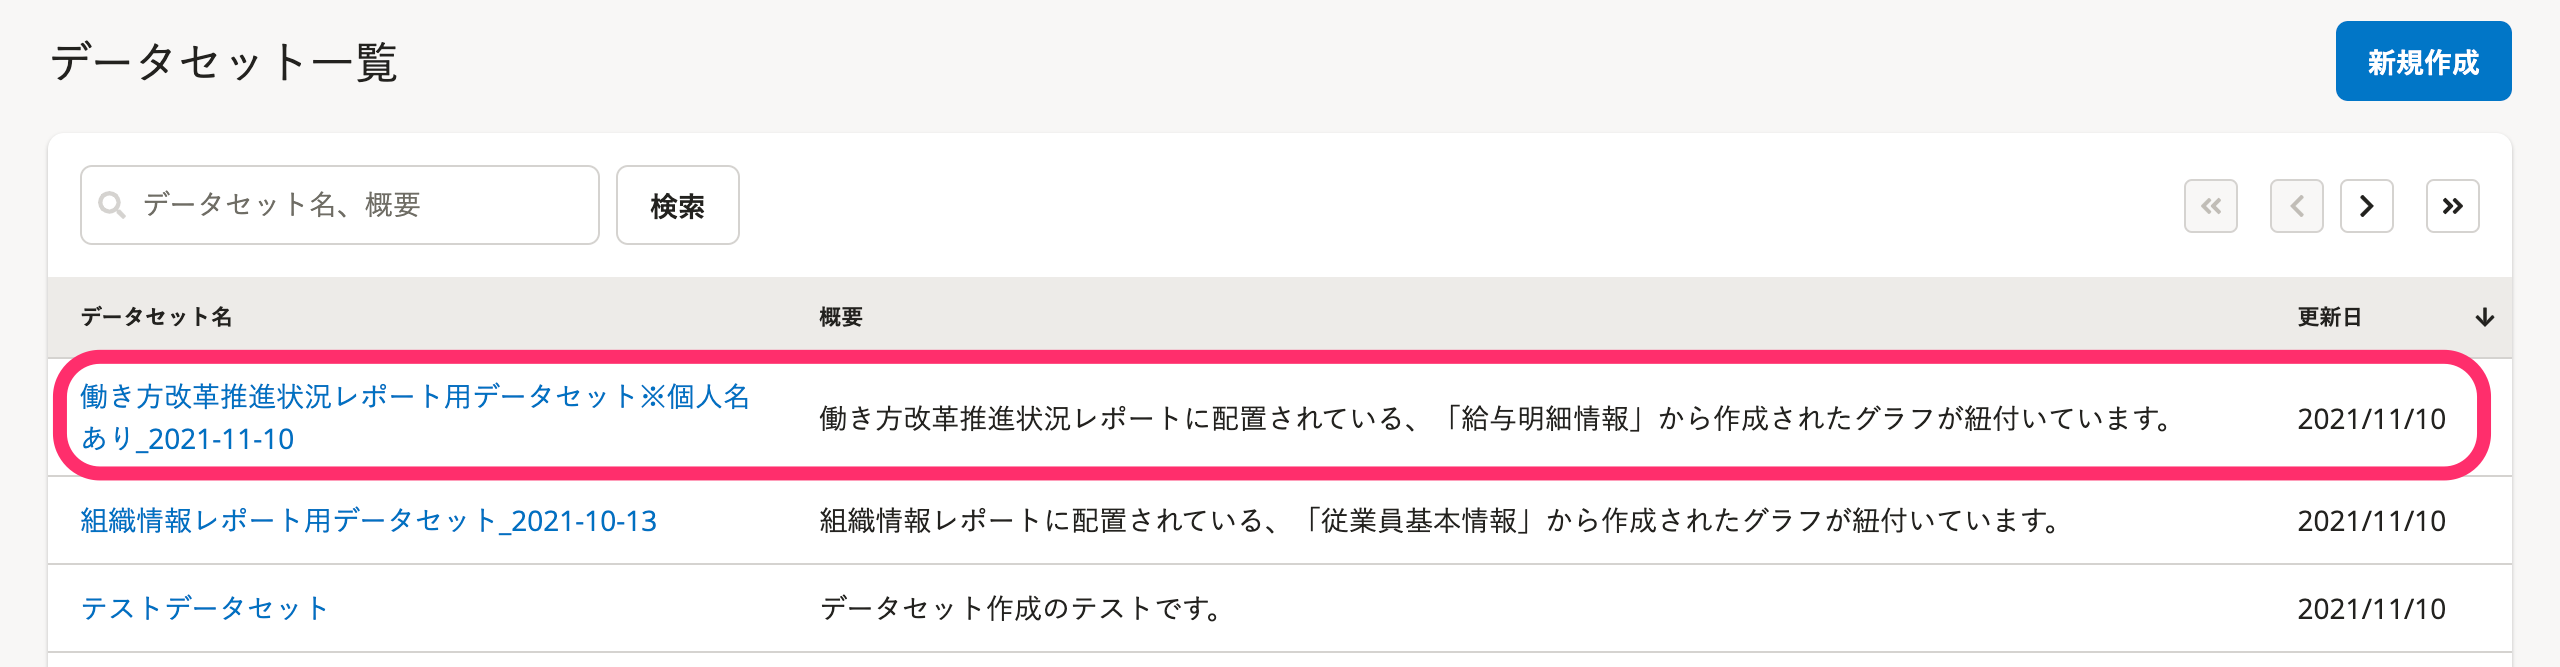 データセット一覧
新規作成
データセット名、概要
検索
データセット名 概要 更新日
働き方改革推進状況レポート用データセット※個人名
あり_2021-11-10
働き方改革推進状況レポートに配置されている、「給与明細情報」から作成されたグラフが紐付いています。
2021/11/10
組織情報レポート用データセット_2021-10-13
組織情報レポートに配置されている、「従業員基本情報」から作成されたグラフが紐付いています。
2021/11/10
テストデータセット
データセット作成のテストです。
2021/11/10